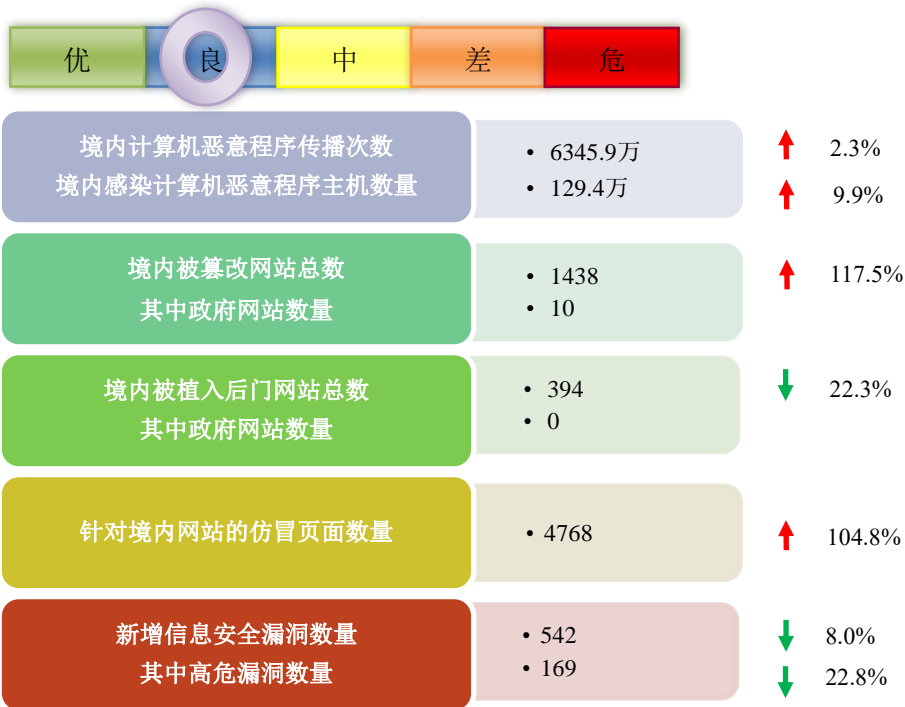 优 良 中 差 危
境内计算机恶意程序传播次数
境内感染计算机恶意程序主机数量
• 6345.9万
• 129.4万
2.3%
9.9%
境内被篡改网站总数
其中政府网站数量
• 1438
• 10
117.5%
境内被植入后门网站总数
其中政府网站数量
• 394
• 0
22.3%
针对境内网站的仿冒页面数量
• 4768
104.8%
新增信息安全漏洞数量
其中高危漏洞数量
• 542
• 169
8.0%
22.8%